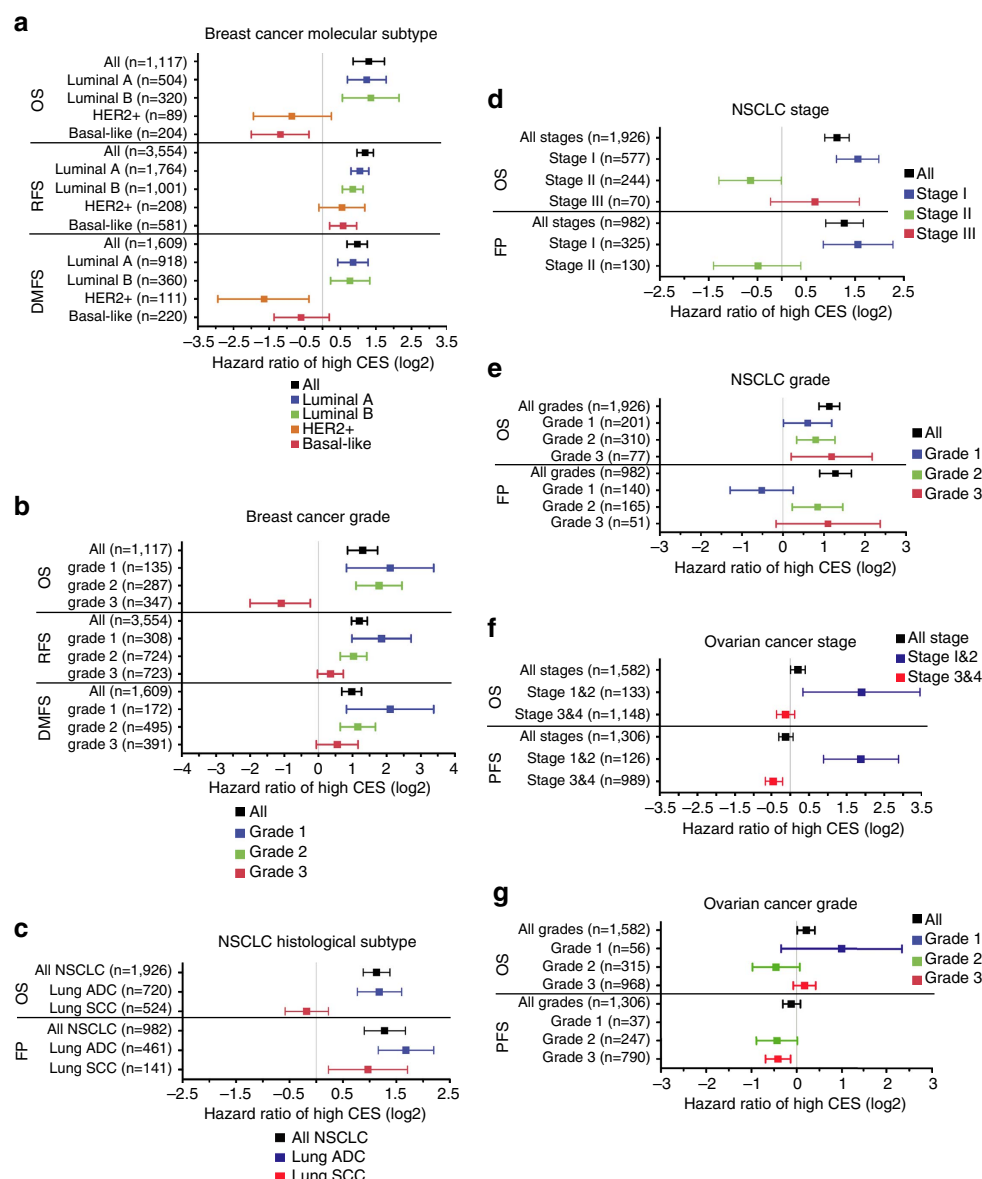 a
Breast cancer molecular subtype
OS
All (n=1,117)
Luminal A (n=504)
Luminal B (n=320)
HER2+ (n=89)
Basal-like (n=204)
RFS
All (n=3,554)
Luminal A (n=1,764)
Luminal B (n=1,001)
HER2+ (n=208)
Basal-like (n=581)
DMFS
All (n=1,609)
Luminal A (n=918)
Luminal B (n=360)
HER2+ (n=111)
Basal-like (n=220)
−3.5 −2.5 −1.5 −0.5 0.5 1.5 2.5 3.5
Hazard ratio of high CES (log2)
All
Luminal A
Luminal B
HER2+
Basal-like
b
Breast cancer grade
OS
All (n=1,117)
grade 1 (n=135)
grade 2 (n=287)
grade 3 (n=347)
RFS
All (n=3,554)
grade 1 (n=308)
grade 2 (n=724)
grade 3 (n=723)
DMFS
All (n=1,609)
grade 1 (n=172)
grade 2 (n=495)
grade 3 (n=391)
−4 −3 −2 −1 0 1 2 3 4
Hazard ratio of high CES (log2)
All
Grade 1
Grade 2
Grade 3
c
NSCLC histological subtype
OS
All NSCLC (n=1,926)
Lung ADC (n=720)
Lung SCC (n=524)
FP
All NSCLC (n=982)
Lung ADC (n=461)
Lung SCC (n=141)
−2.5 −1.5 −0.5 0.5 1.5 2.5
Hazard ratio of high CES (log2)
All NSCLC
Lung ADC
Lung SCC
d
NSCLC stage
OS
All stages (n=1,926)
Stage I (n=577)
Stage II (n=244)
Stage III (n=70)
FP
All stages (n=982)
Stage I (n=325)
Stage II (n=130)
−2.5 −1.5 −0.5 0.5 1.5 2.5
Hazard ratio of high CES (log2)
All
Stage I
Stage II
Stage III
e
NSCLC grade
OS
All grades (n=1,926)
Grade 1 (n=201)
Grade 2 (n=310)
Grade 3 (n=77)
FP
All grades (n=982)
Grade 1 (n=140)
Grade 2 (n=165)
Grade 3 (n=51)
−3 −2 −1 0 1 2 3
Hazard ratio of high CES (log2)
All
Grade 1
Grade 2
Grade 3
f
Ovarian cancer stage
OS
All stages (n=1,582)
Stage 1&2 (n=133)
Stage 3&4 (n=1,148)
PFS
All stages (n=1,306)
Stage 1&2 (n=126)
Stage 3&4 (n=989)
−3.5 −2.5 −1.5 −0.5 0.5 1.5 2.5 3.5
Hazard ratio of high CES (log2)
All stage
Stage I&2
Stage 3&4
g
Ovarian cancer grade
OS
All grades (n=1,582)
Grade 1 (n=56)
Grade 2 (n=315)
Grade 3 (n=968)
PFS
All grades (n=1,306)
Grade 1 (n=37)
Grade 2 (n=247)
Grade 3 (n=790)
−3 −2 −1 0 1 2 3
Hazard ratio of high CES (log2)
All
Grade 1
Grade 2
Grade 3